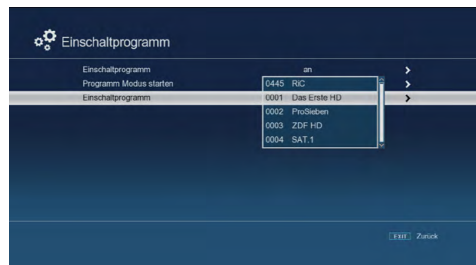 Einschaltprogramm
Einschaltprogramm an
Programm Modus starten
0445 RiC
Einschaltprogramm
0001 Das Erste HD
0002 ProSieben
0003 ZDF HD
0004 SAT.1
EXIT Zurück